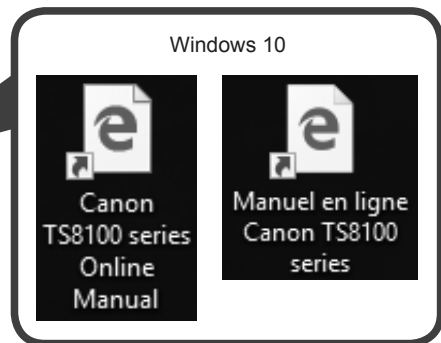 Windows 10
Canon
TS8100 series
Online
Manual
Manuel en ligne
Canon TS8100
series